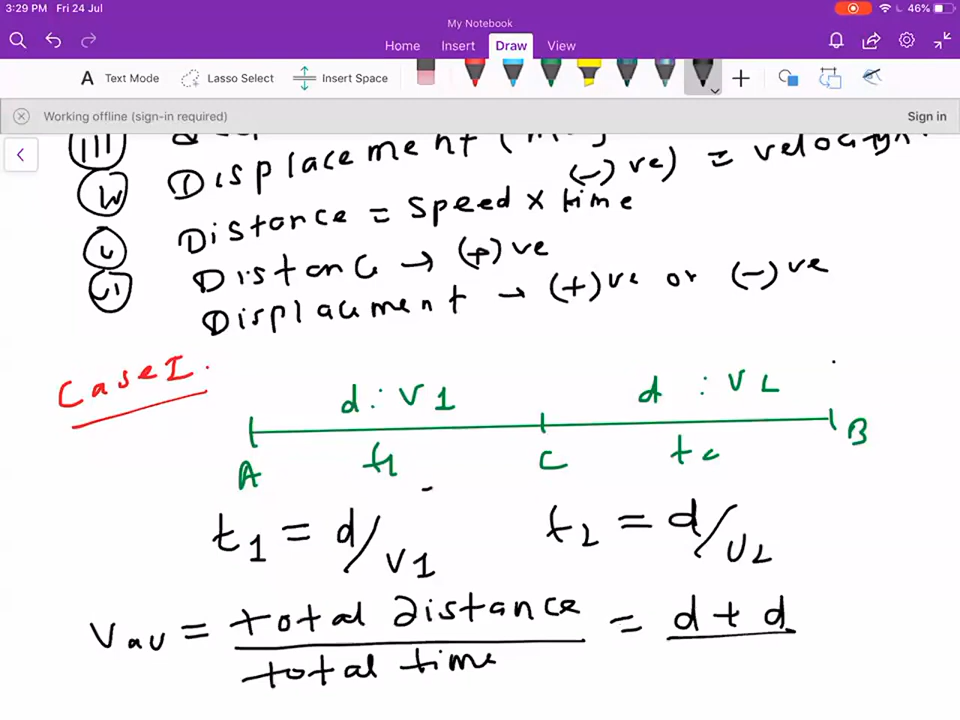 3:29 PM Fri 24 Jul
46%
My Notebook
Home Insert Draw View
A Text Mode Lasso Select Insert Space
Working offline (sign-in required) Sign in
(III)
(iv) Displacement (
(-) ve) = velocity
(v) Distance = Speed x time
(vi) Distance → (+) ve
Displacment → (+) ve or (-) ve
Case I.
d : V1 d : V2
A t1 C t2 B
t1 = d/V1 t2 = d/V2
Vav = total Distance = d + d
total time